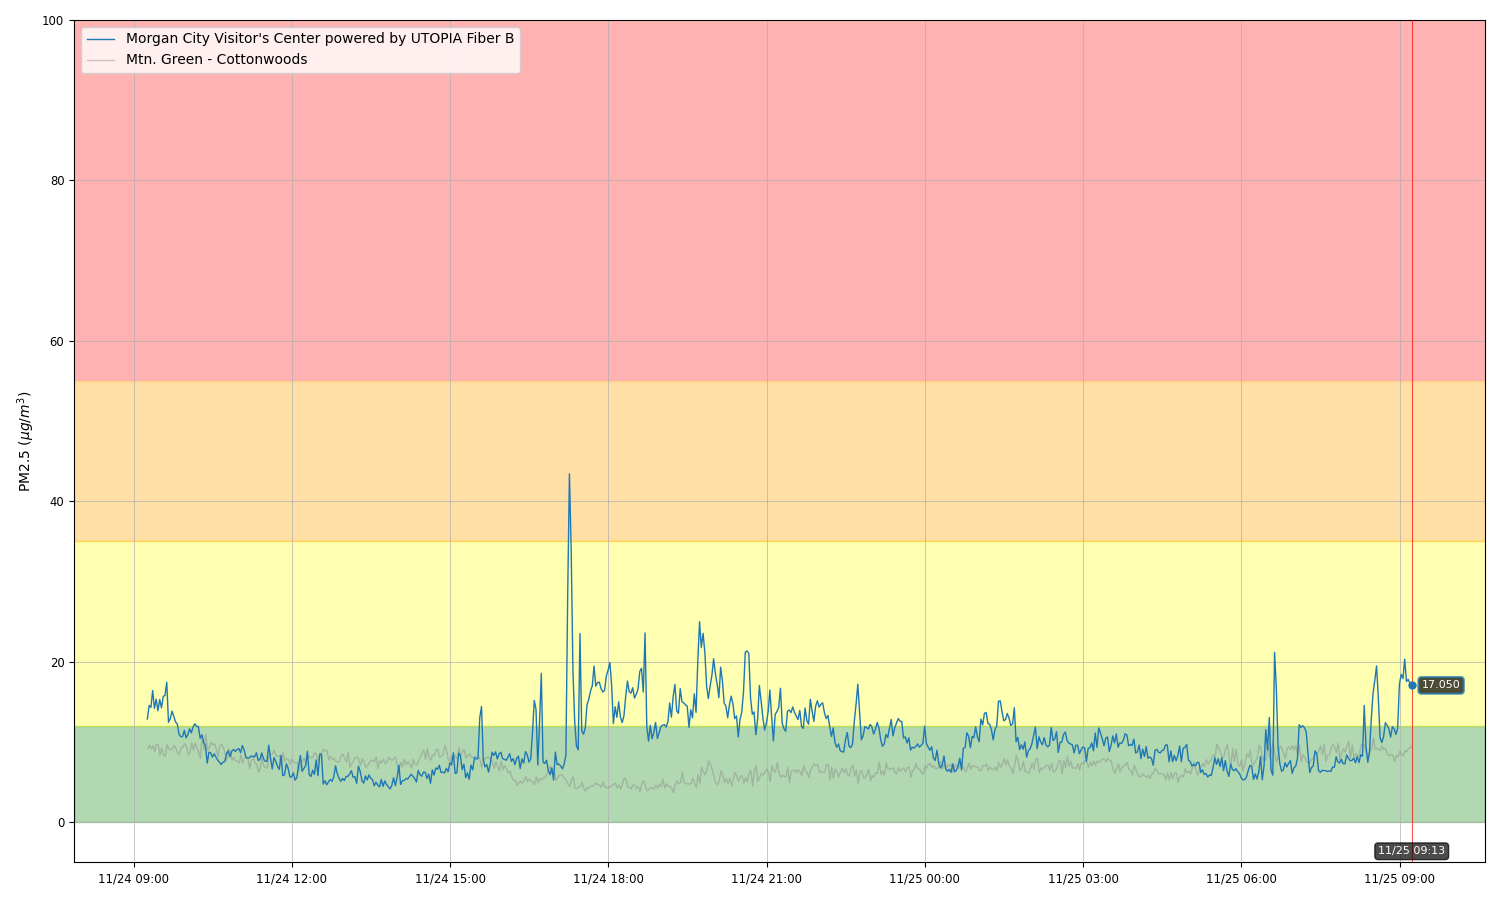 100
Morgan City Visitor's Center powered by UTOPIA Fiber B
Mtn. Green - Cottonwoods
80
60
PM2.5 (μg/m³)
40
20
17.050
0
11/25 09:13
11/24 09:00 11/24 12:00 11/24 15:00 11/24 18:00 11/24 21:00 11/25 00:00 11/25 03:00 11/25 06:00 11/25 09:00